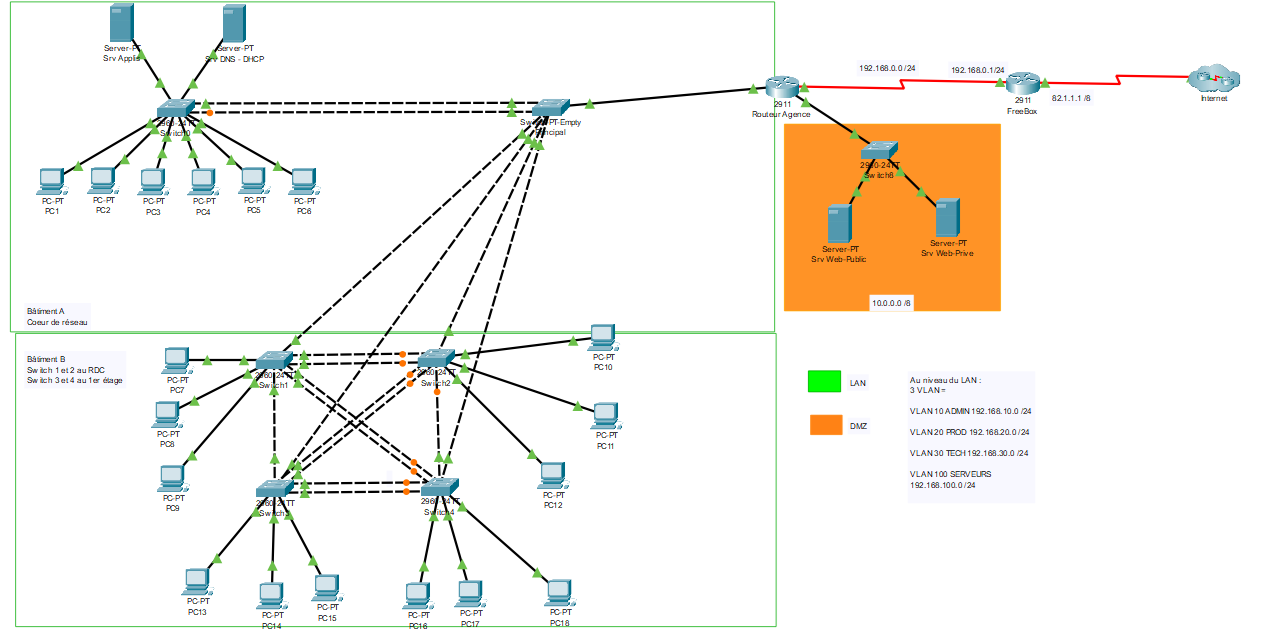 Server-PT
Srv Applis
Server-PT
Srv DNS - DHCP
2960-24TT
Switch0
Switch-PT-Empty
Principal
PC-PT
PC1
PC-PT
PC2
PC-PT
PC3
PC-PT
PC4
PC-PT
PC5
PC-PT
PC6
2911
Routeur Agence
192.168.0.0 /24
192.168.0.1/24
2911
FreeBox
82.1.1.1 /8
Internet
2960-24TT
Switch6
Server-PT
Srv Web-Public
Server-PT
Srv Web-Prive
10.0.0.0 /8
Bâtiment A
Coeur de réseau
Bâtiment B
Switch 1 et 2 au RDC
Switch 3 et 4 au 1er étage
PC-PT
PC7
PC-PT
PC8
PC-PT
PC9
2960-24TT
Switch1
2960-24TT
Switch2
PC-PT
PC10
PC-PT
PC11
PC-PT
PC12
2960-24TT
Switch3
2960-24TT
Switch4
PC-PT
PC13
PC-PT
PC14
PC-PT
PC15
PC-PT
PC16
PC-PT
PC17
PC-PT
PC18
LAN
DMZ
Au niveau du LAN :
3 VLAN =
VLAN 10 ADMIN 192.168.10.0 /24
VLAN 20 PROD 192.168.20.0 /24
VLAN 30 TECH 192.168.30.0 /24
VLAN 100 SERVEURS
192.168.100.0 /24